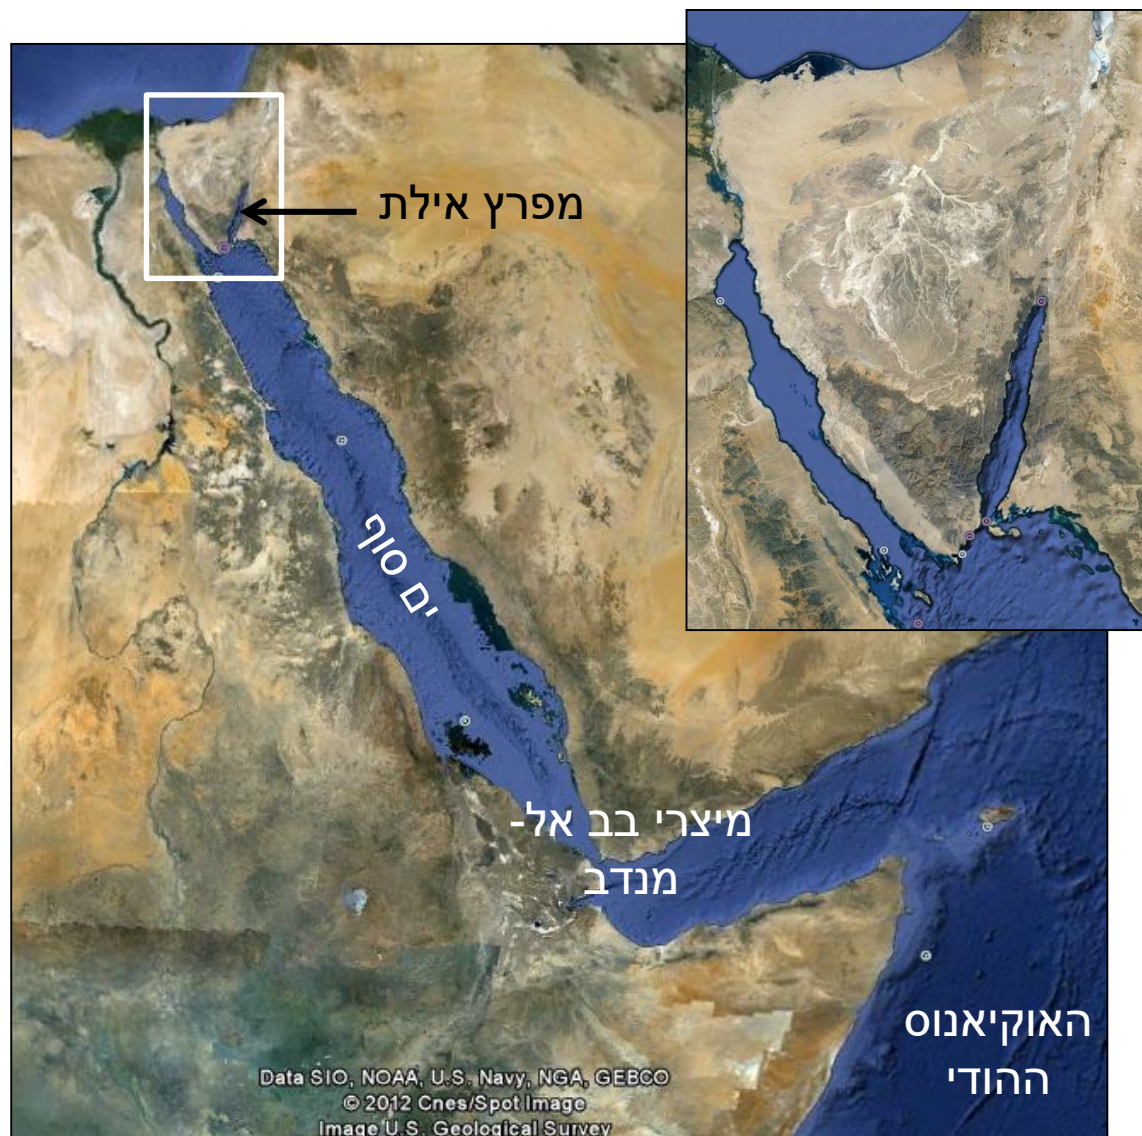 מפרץ אילת
ים סוף
מיצרי בב אל-
מנדב
האוקיאנוס
ההודי
Data SIO, NOAA, U.S. Navy, NGA, GEBCO
© 2012 Cnes/Spot Image
Image U.S. Geological Survey